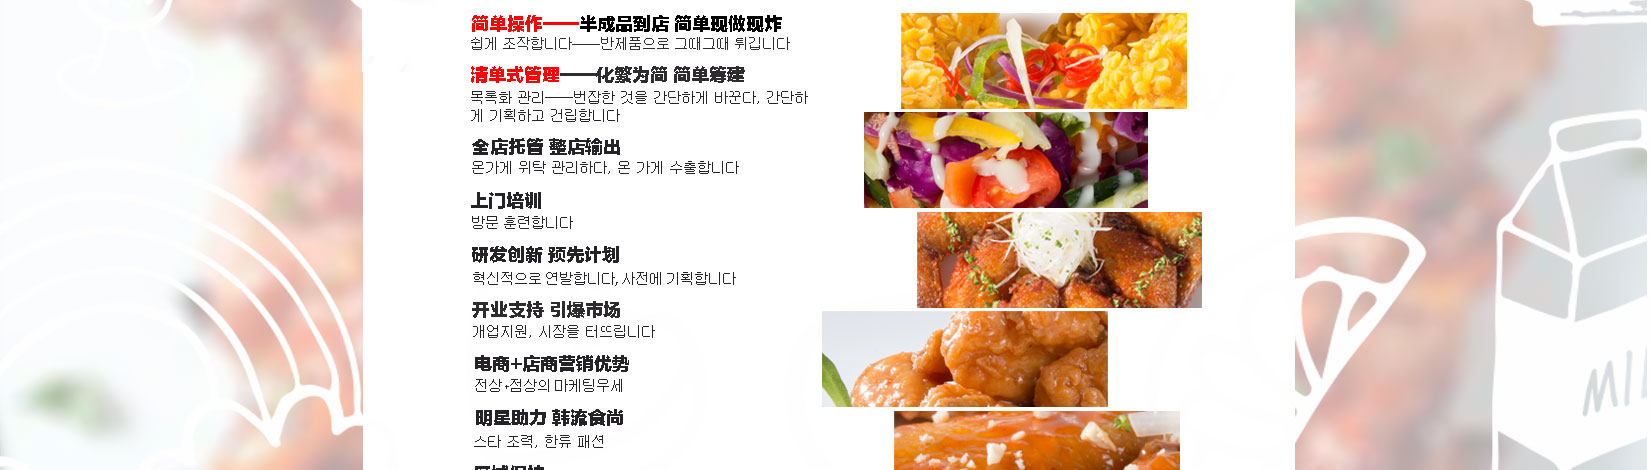 简单操作——半成品到店 简单现做现炸
쉽게 조작합니다——반제품으로 그때그때 튀깁니다
清单式管理——化繁为简 简单筹建
목록화 관리——번잡한 것을 간단하게 바꾼다, 간단하
게 기획하고 건립합니다
全店托管 整店输出
온가게 위탁 관리하다, 온 가게 수출합니다
上门培训
방문 훈련합니다
研发创新 预先计划
혁신적으로 연발합니다, 사전에 기획합니다
开业支持 引爆市场
개업지원, 시장을 터뜨립니다
电商+店商营销优势
전상+점상의 마케팅우세
明星助力 韩流食尚
스타 조력, 한류 패션